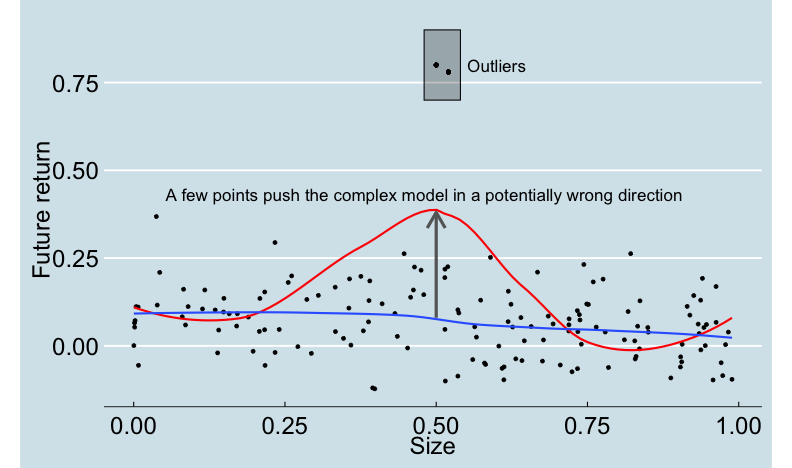 Outliers
0.75
0.50
A few points push the complex model in a potentially wrong direction
0.25
0.00
Future return
0.00 0.25 0.50 0.75 1.00
Size